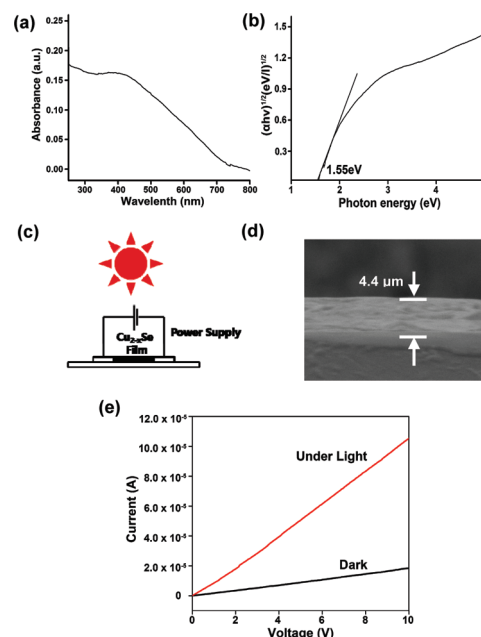 (a)
0.25
0.20
0.15
0.10
0.05
0.00
Absorbance (a.u.)
300 400 500 600 700 800
Wavelenth (nm)
(b)
1.5
1.2
0.9
0.6
0.3
(αhv)¹/²(eV/l)¹/²
1.55eV
1 2 3 4
Photon energy (eV)
(c)
Cu₂₋ₓSe
Film
Power Supply
(d)
4.4 µm
(e)
12.0 x 10⁻⁵
10.0 x 10⁻⁵
8.0 x 10⁻⁵
6.0 x 10⁻⁵
4.0 x 10⁻⁵
2.0 x 10⁻⁵
0
Current (A)
Under Light
Dark
0 2 4 6 8 10
Voltage (V)